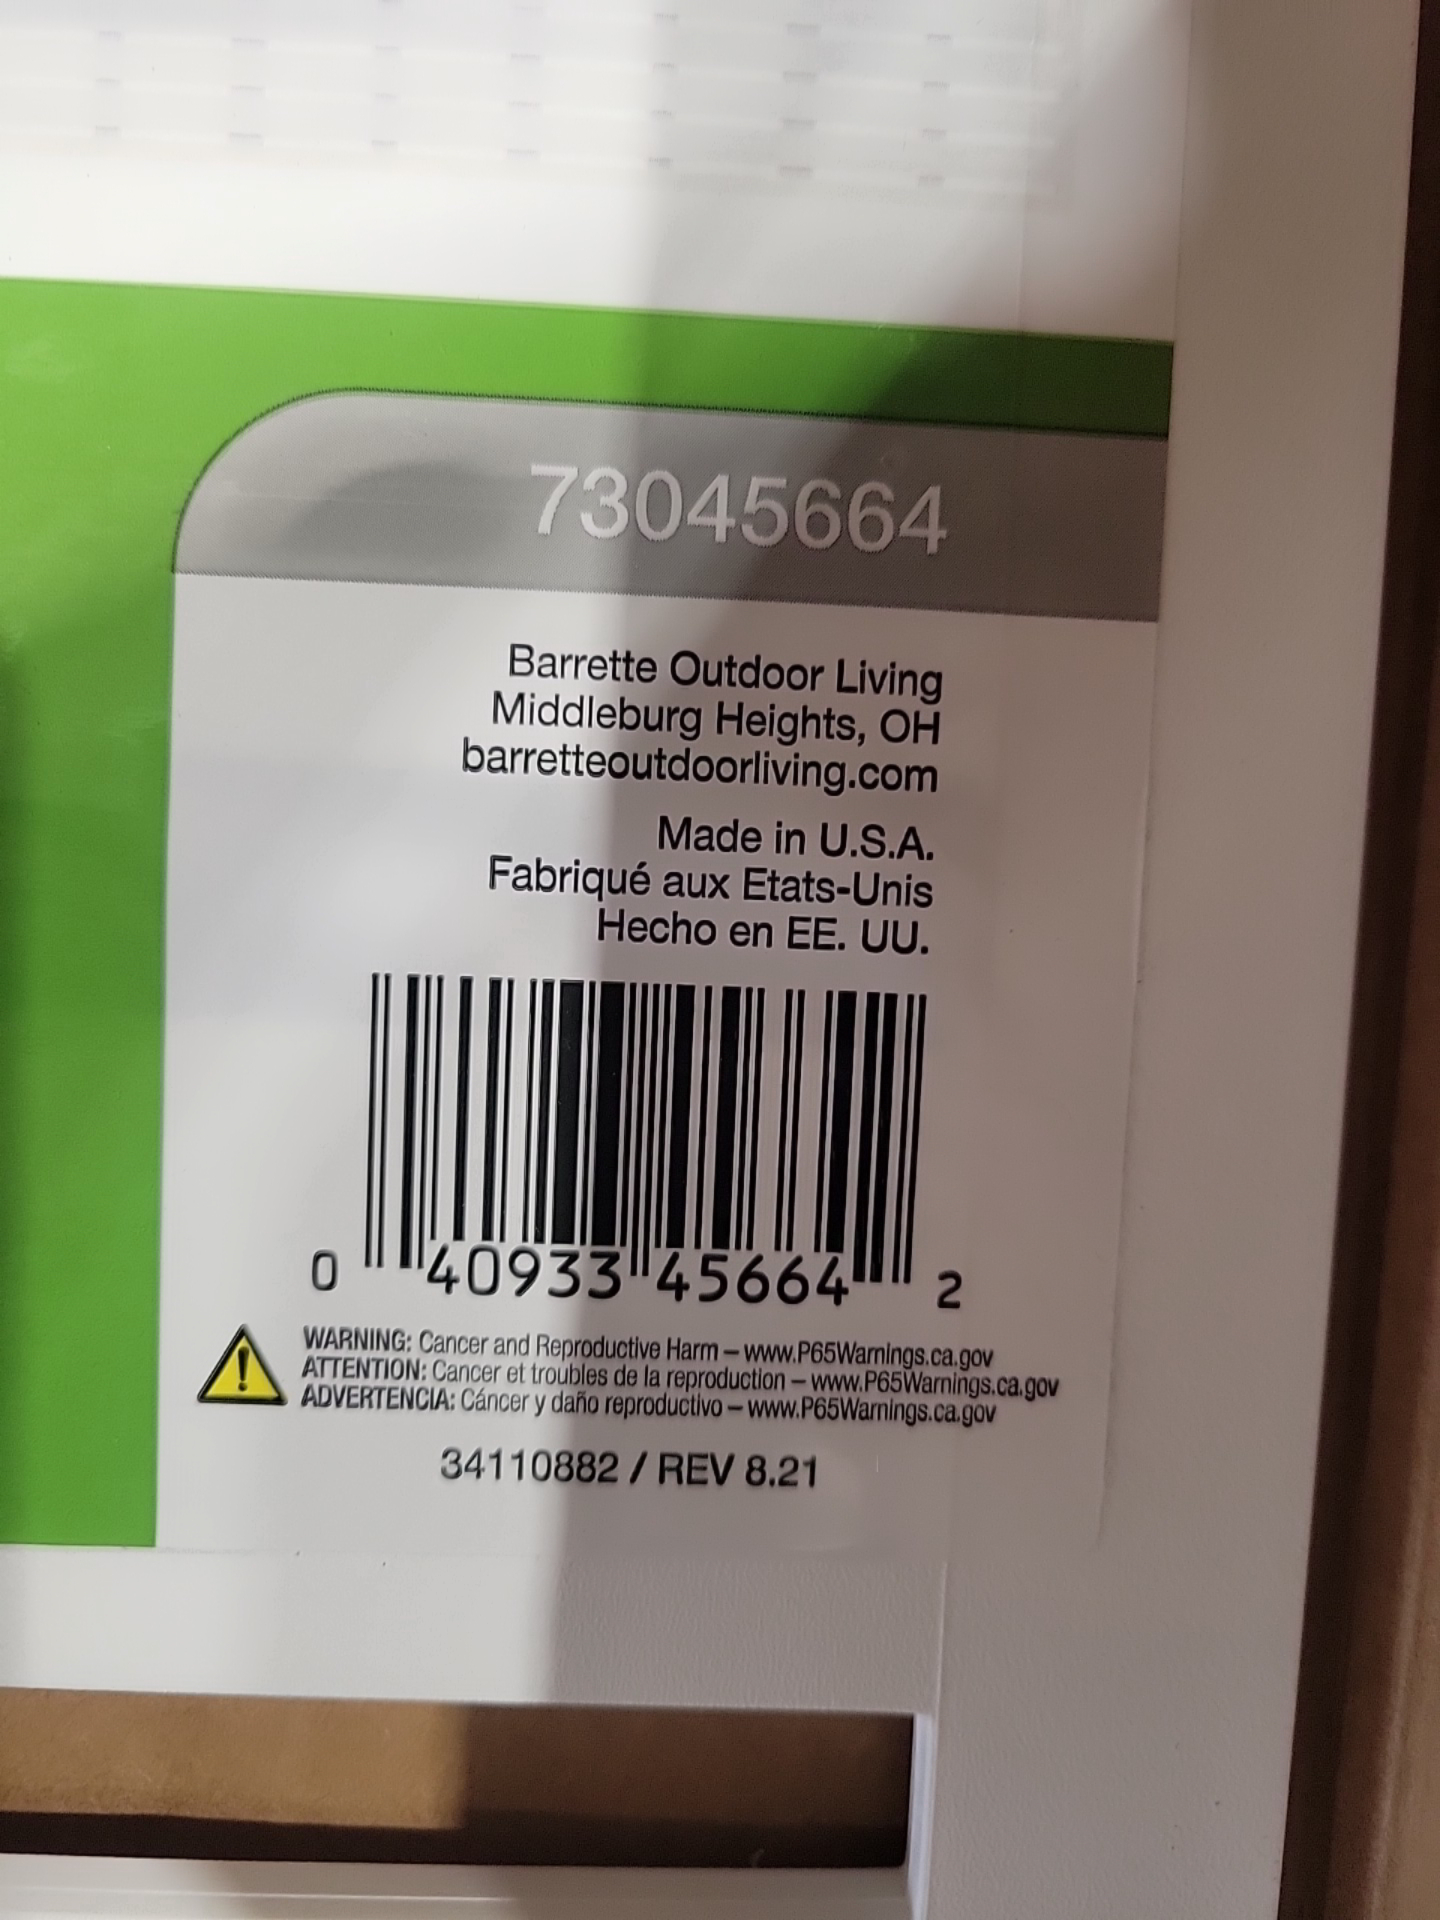 73045664
Barrette Outdoor Living
Middleburg Heights, OH
barretteoutdoorliving.com
Made in U.S.A.
Fabriqué aux Etats-Unis
Hecho en EE. UU.
0 40933 45664 2
WARNING: Cancer and Reproductive Harm – www.P65Warnings.ca.gov
ATTENTION: Cancer et troubles de la reproduction – www.P65Warnings.ca.gov
ADVERTENCIA: Cáncer y daño reproductivo – www.P65Warnings.ca.gov
34110882 / REV 8.21